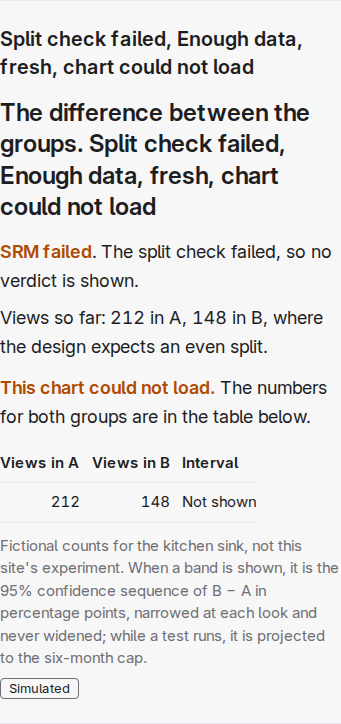 Split check failed, Enough data,
fresh, chart could not load
The difference between the
groups. Split check failed,
Enough data, fresh, chart
could not load
SRM failed. The split check failed, so no
verdict is shown.
Views so far: 212 in A, 148 in B, where
the design expects an even split.
This chart could not load. The numbers
for both groups are in the table below.
Views in A Views in B Interval
212 148 Not shown
Fictional counts for the kitchen sink, not this
site's experiment. When a band is shown, it is the
95% confidence sequence of B − A in
percentage points, narrowed at each look and
never widened; while a test runs, it is projected
to the six-month cap.
Simulated